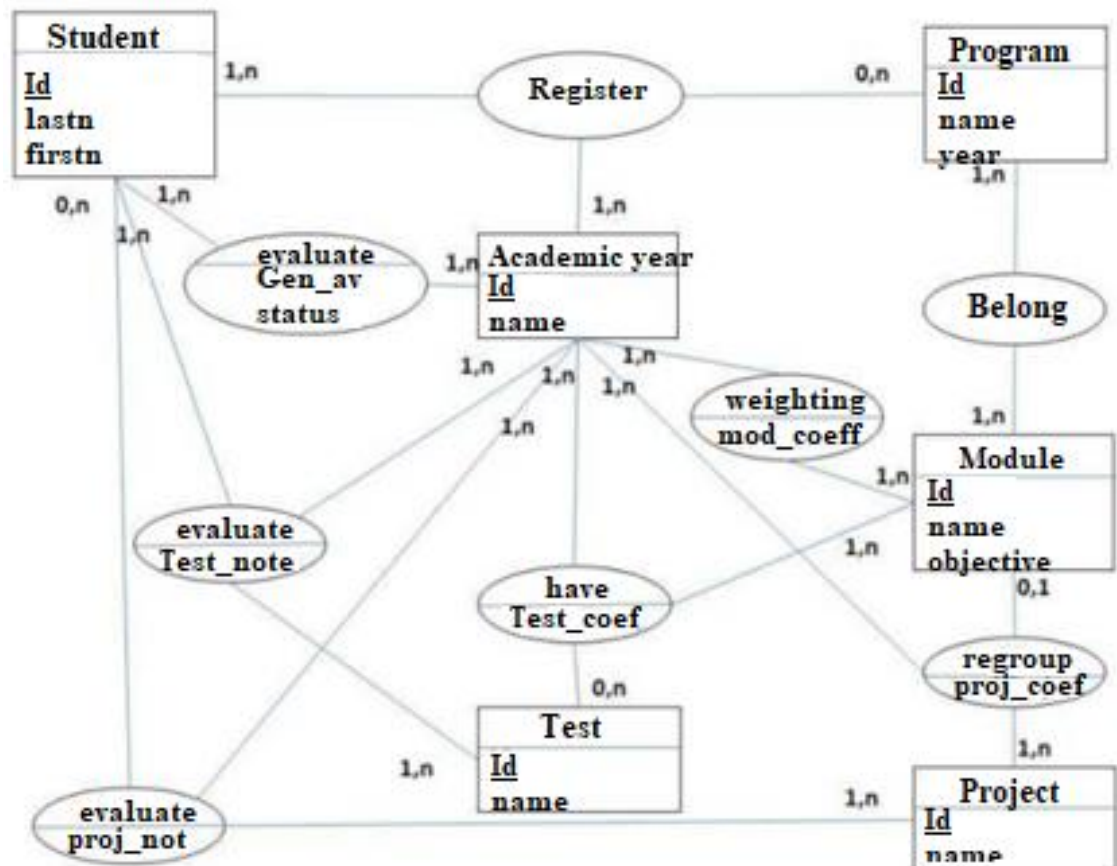 Student
Id
lastn
firstn
1,n
Register
0,n
Program
Id
name
year
1,n
0,n
1,n
1,n
evaluate
Gen_av
status
1,n
1,n
Academic year
Id
name
Belong
1,n
1,n
1,n
1,n
1,n
weighting
mod_coeff
1,n
1,n
Module
Id
name
objective
evaluate
Test_note
1,n
have
Test_coef
0,1
regroup
proj_coef
0,n
1,n
Test
Id
name
1,n
evaluate
proj_not
1,n
Project
Id
name